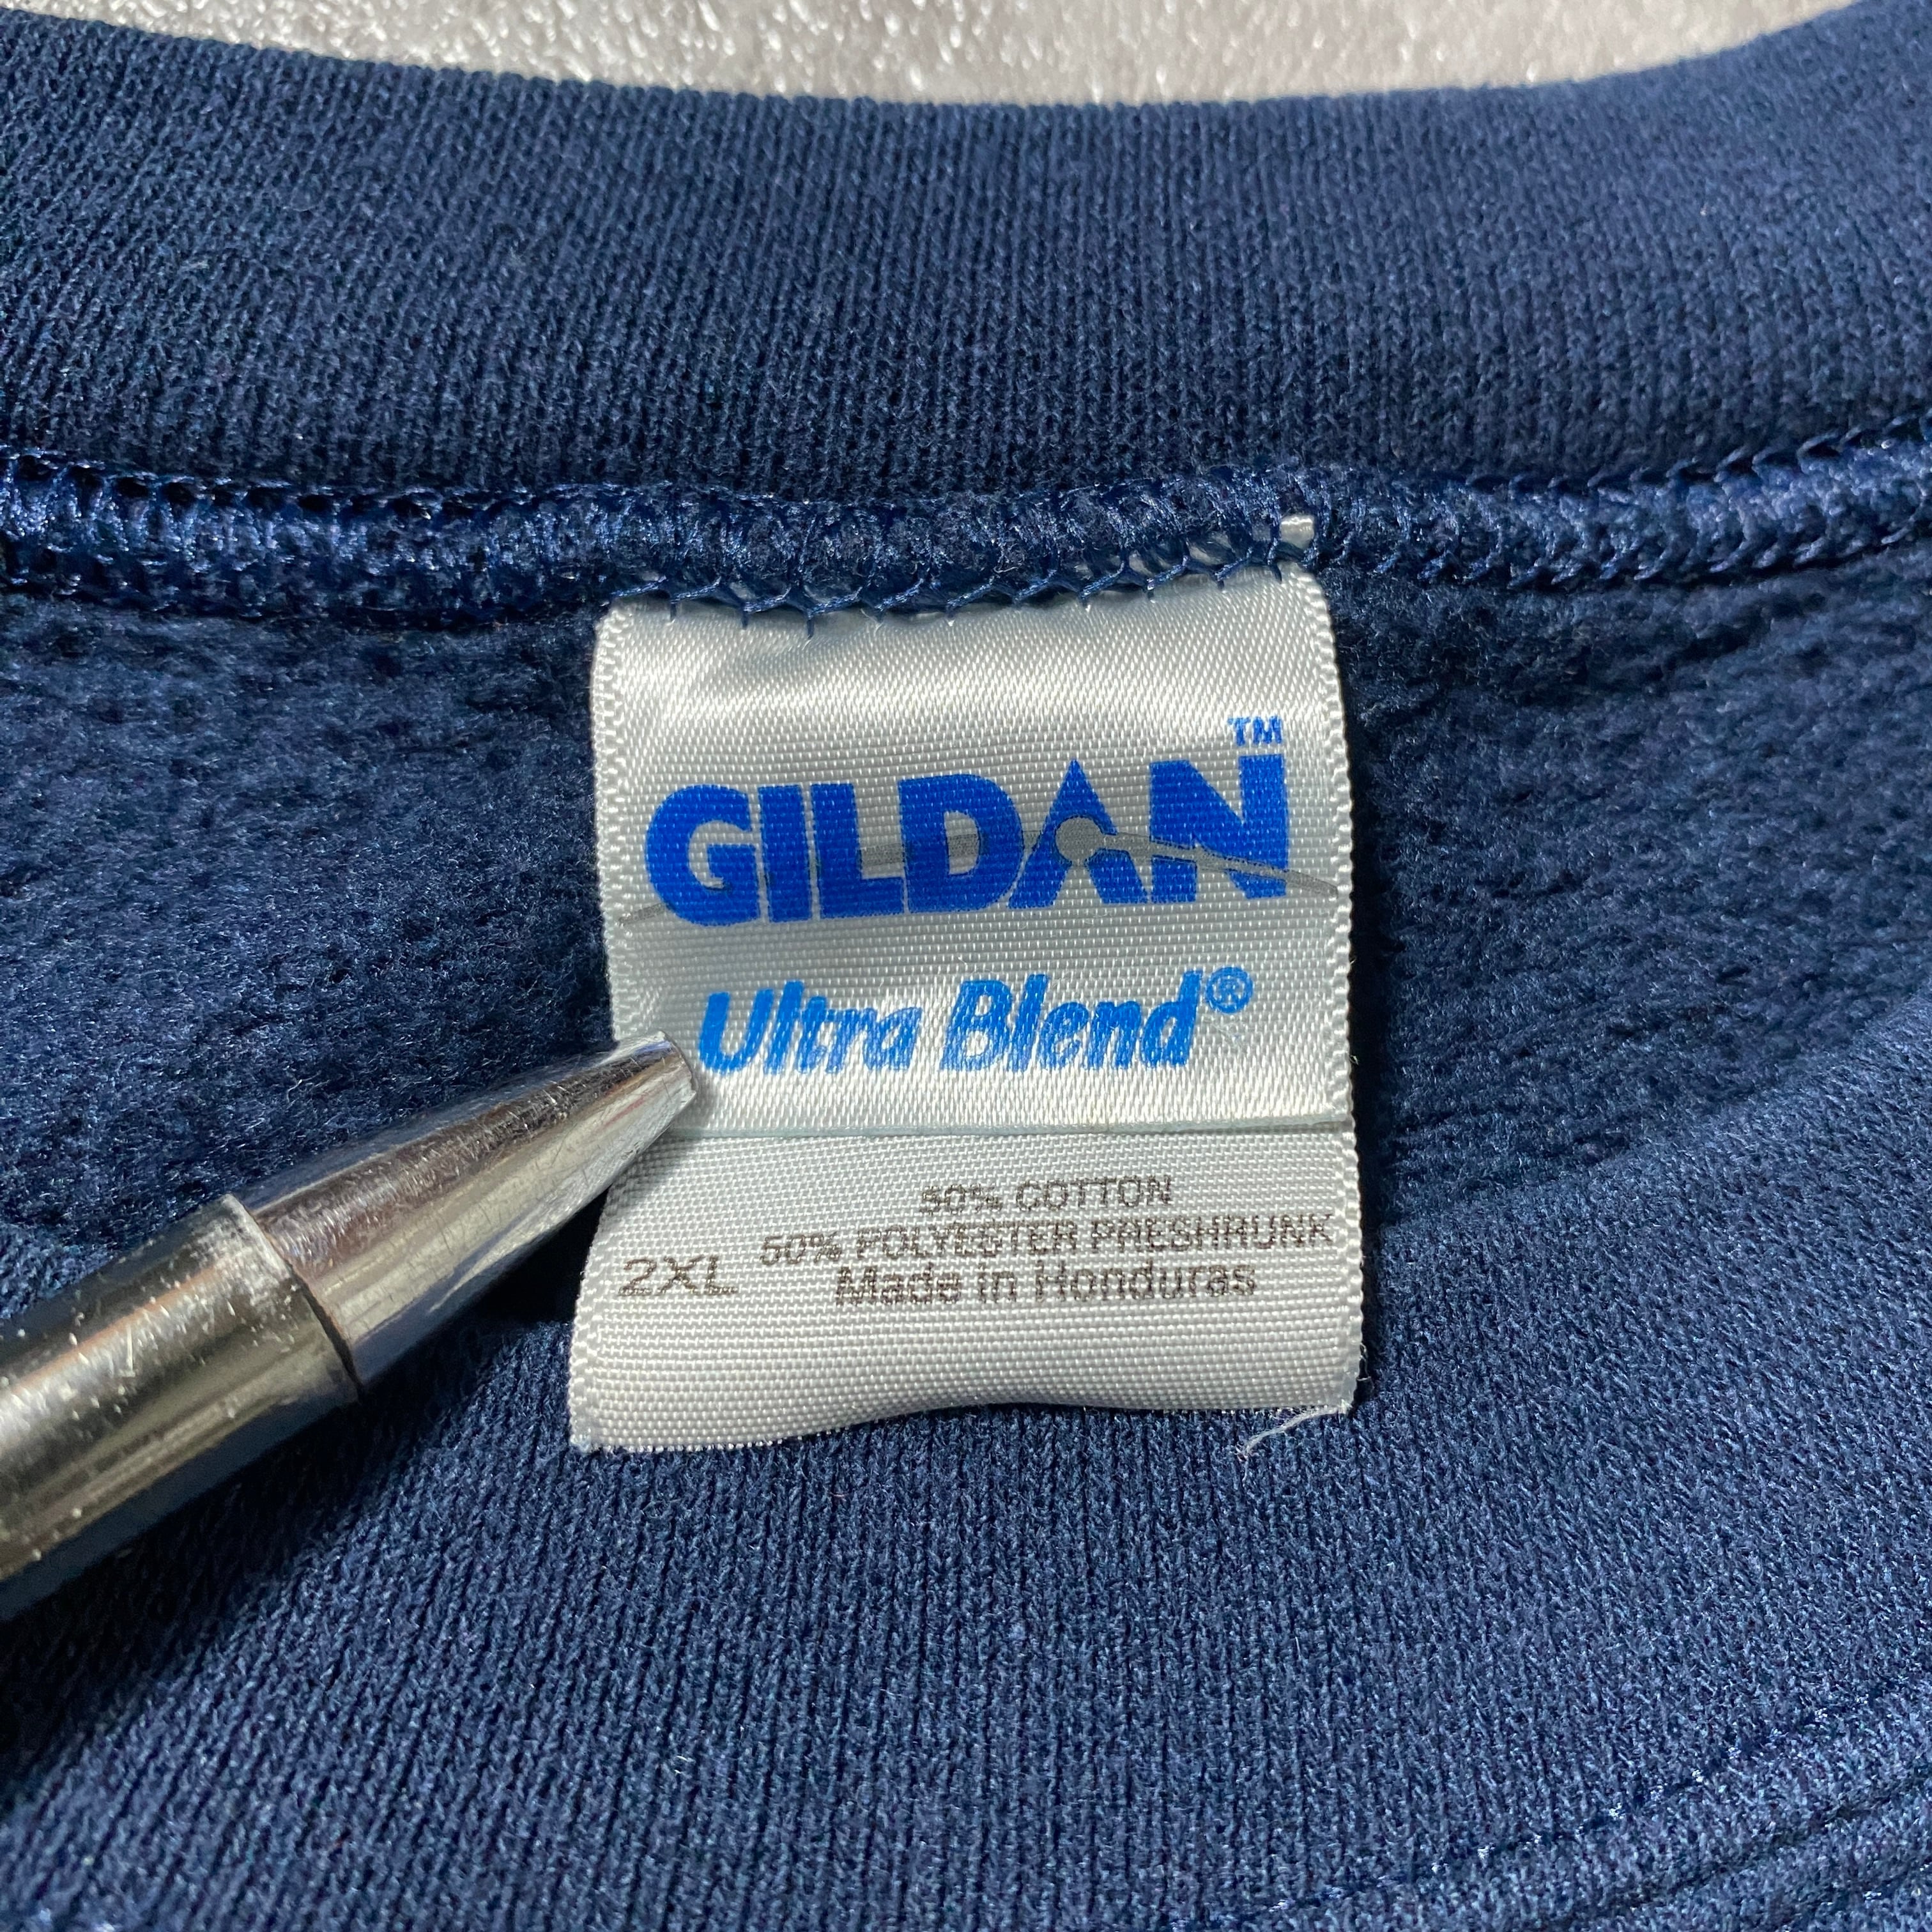 GILDAN™
Ultra Blend®
50% COTTON
50% POLYESTER PRESHRUNK
2XL
Made in Honduras